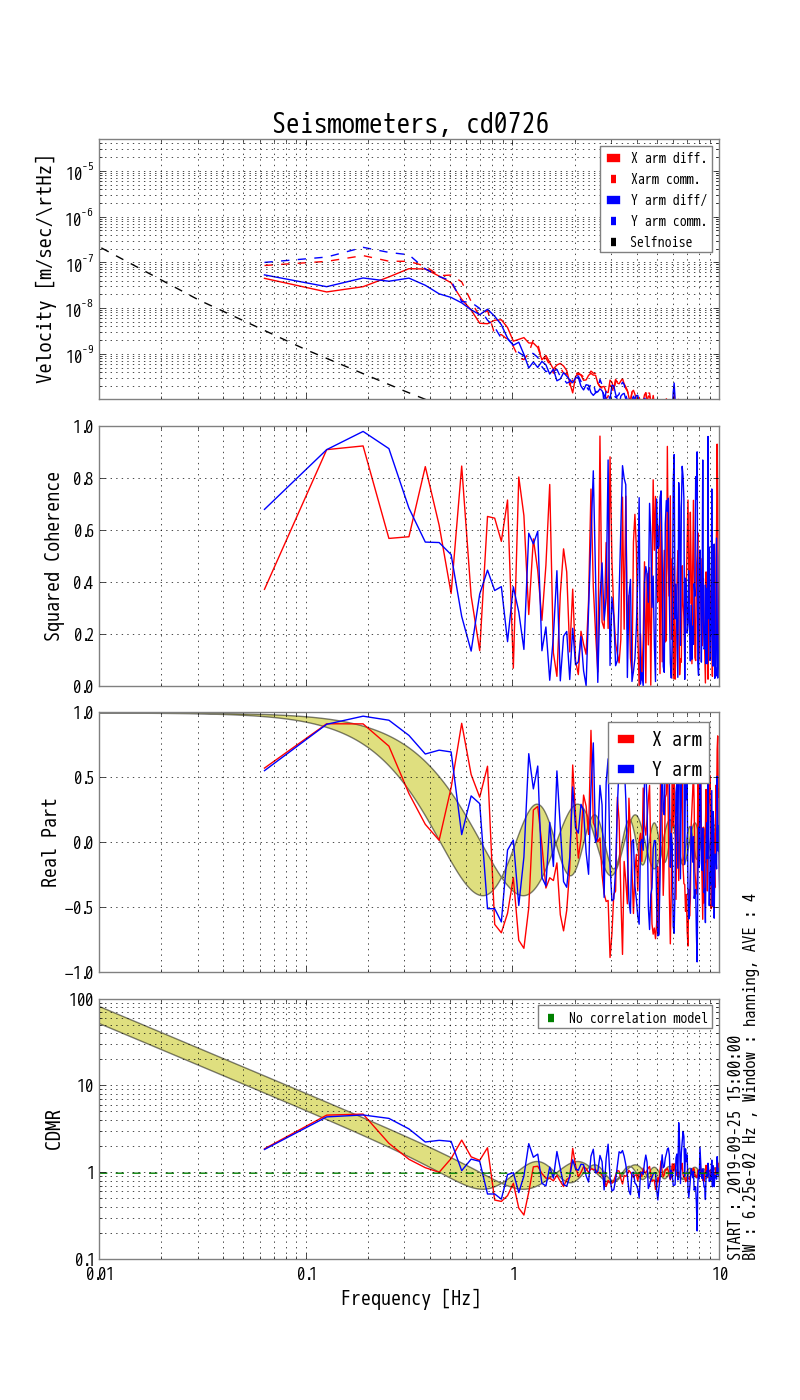 Seismometers, cd0726
Velocity [m/sec/\rtHz]
10^-5
10^-6
10^-7
10^-8
10^-9
X arm diff.
Xarm comm.
Y arm diff/
Y arm comm.
Selfnoise
Squared Coherence
1.0
0.8
0.6
0.4
0.2
0.0
Real Part
1.0
0.5
0.0
−0.5
−1.0
X arm
Y arm
CDMR
100
10
1
0.1
No correlation model
0.01
0.1
1
10
Frequency [Hz]
START : 2019-09-25 15:00:00
BW : 6.25e-02 Hz , Window : hanning, AVE : 4